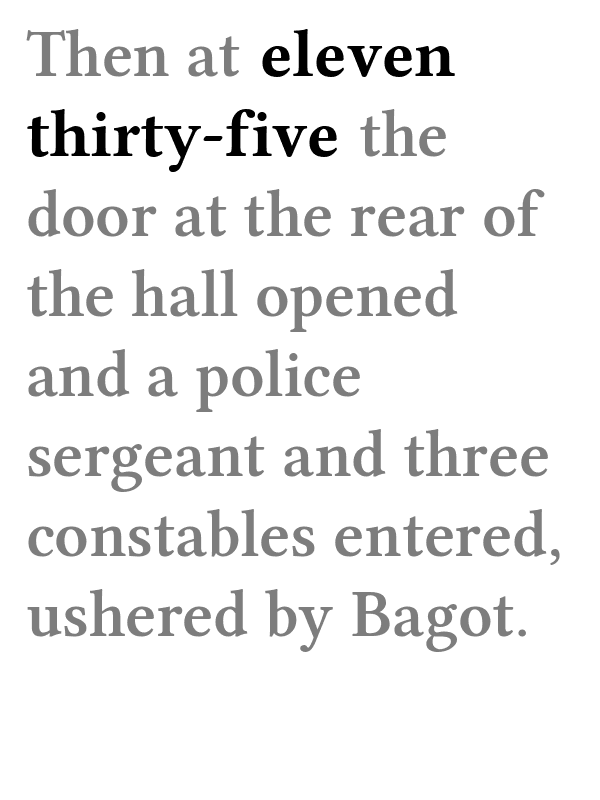 Then at eleven
thirty-five the
door at the rear of
the hall opened
and a police
sergeant and three
constables entered,
ushered by Bagot.